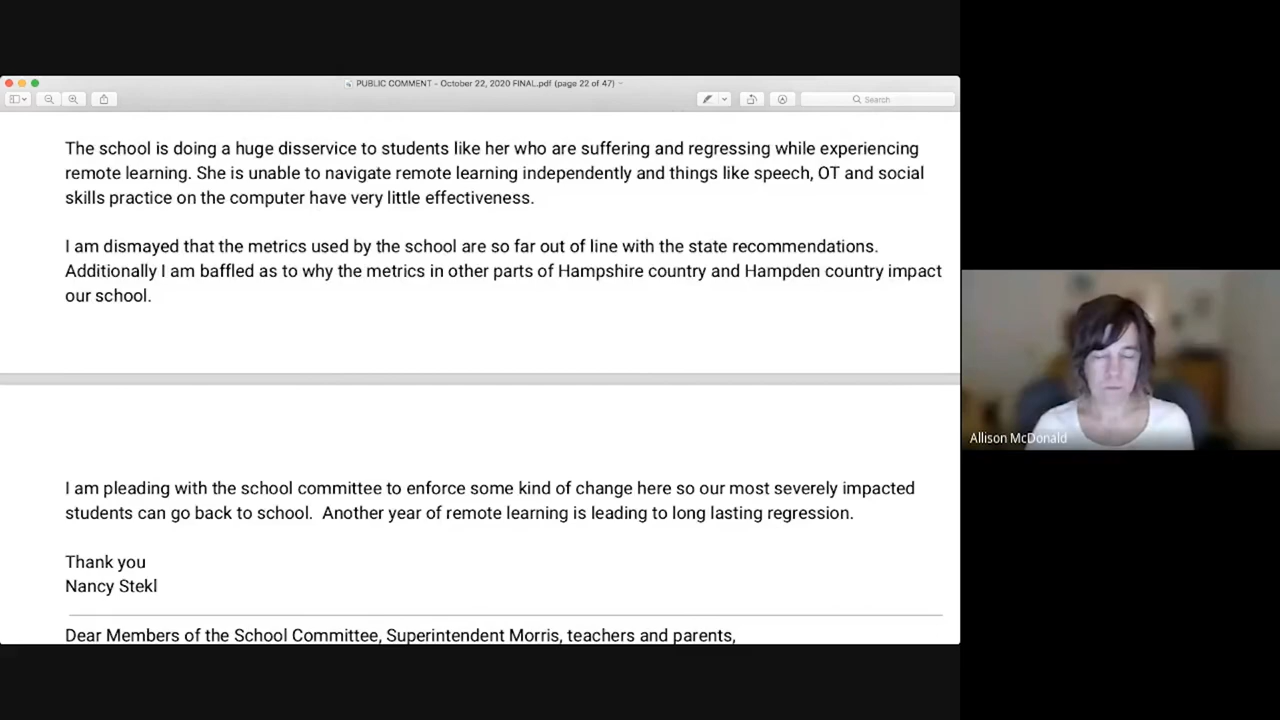 PUBLIC COMMENT - October 22, 2020 FINAL.pdf (page 22 of 47)
Search
The school is doing a huge disservice to students like her who are suffering and regressing while experiencing
remote learning. She is unable to navigate remote learning independently and things like speech, OT and social
skills practice on the computer have very little effectiveness.
I am dismayed that the metrics used by the school are so far out of line with the state recommendations.
Additionally I am baffled as to why the metrics in other parts of Hampshire country and Hampden country impact
our school.
I am pleading with the school committee to enforce some kind of change here so our most severely impacted
students can go back to school.  Another year of remote learning is leading to long lasting regression.
Thank you
Nancy Stekl
Dear Members of the School Committee, Superintendent Morris, teachers and parents,
Allison McDonald